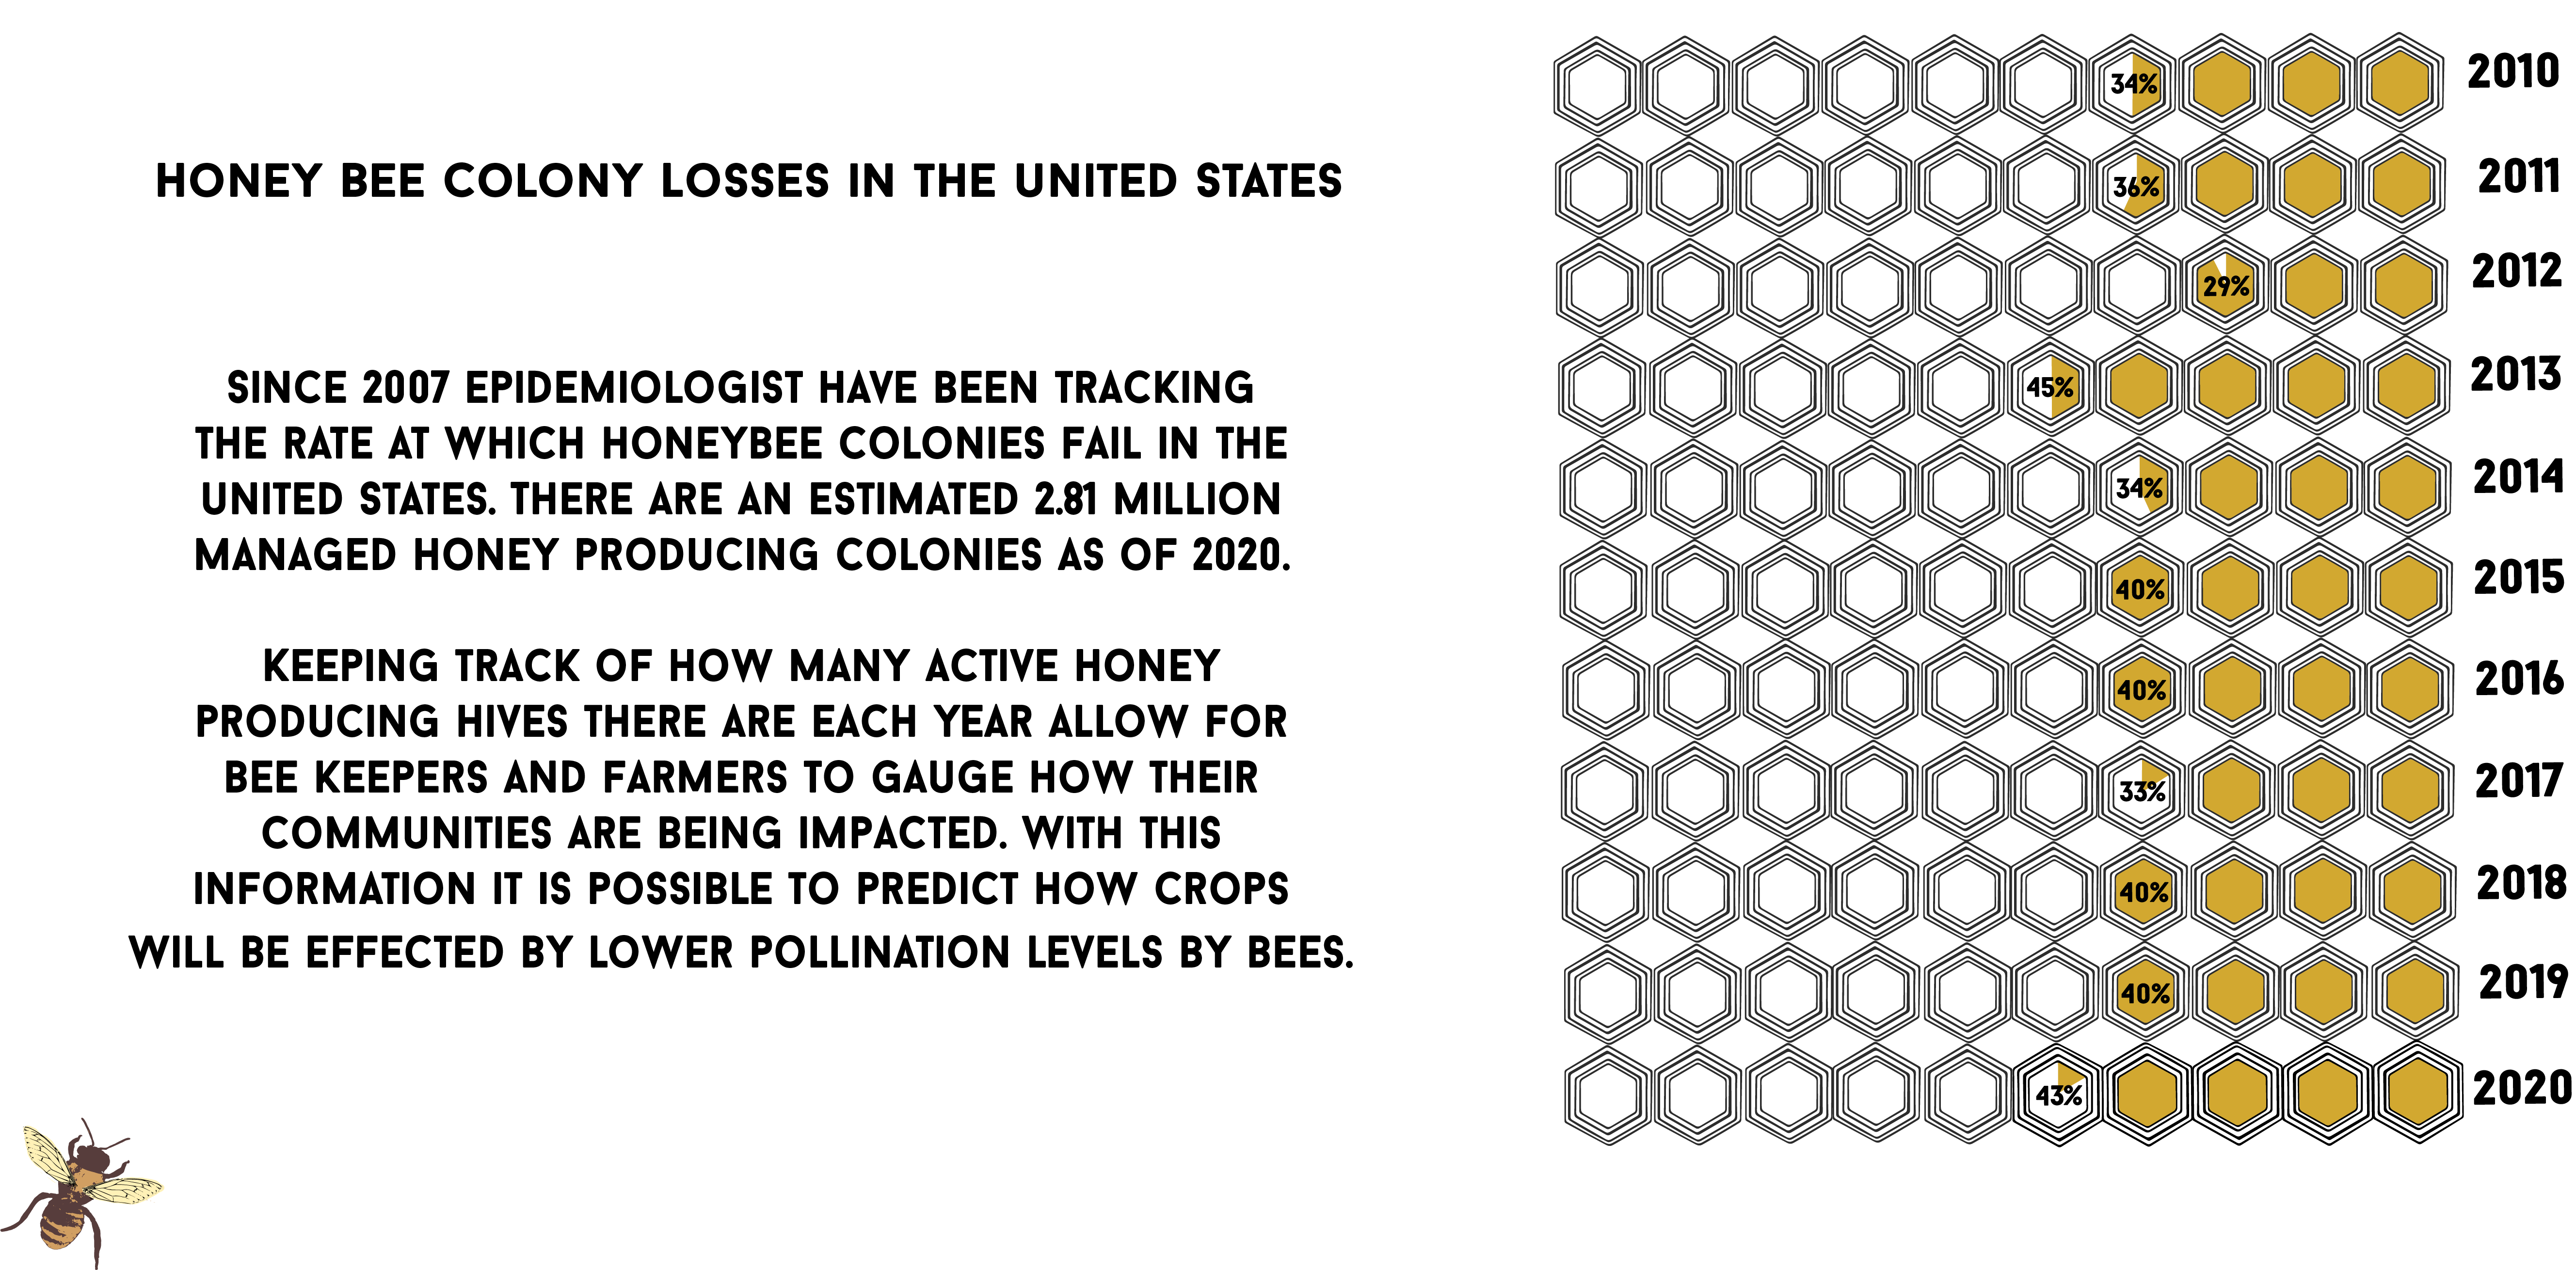 HONEY BEE COLONY LOSSES IN THE UNITED STATES
SINCE 2007 EPIDEMIOLOGIST HAVE BEEN TRACKING
THE RATE AT WHICH HONEYBEE COLONIES FAIL IN THE
UNITED STATES. THERE ARE AN ESTIMATED 2.81 MILLION
MANAGED HONEY PRODUCING COLONIES AS OF 2020.
KEEPING TRACK OF HOW MANY ACTIVE HONEY
PRODUCING HIVES THERE ARE EACH YEAR ALLOW FOR
BEE KEEPERS AND FARMERS TO GAUGE HOW THEIR
COMMUNITIES ARE BEING IMPACTED. WITH THIS
INFORMATION IT IS POSSIBLE TO PREDICT HOW CROPS
WILL BE EFFECTED BY LOWER POLLINATION LEVELS BY BEES.
34% 2010
36% 2011
29% 2012
45% 2013
34% 2014
40% 2015
40% 2016
33% 2017
40% 2018
40% 2019
43% 2020